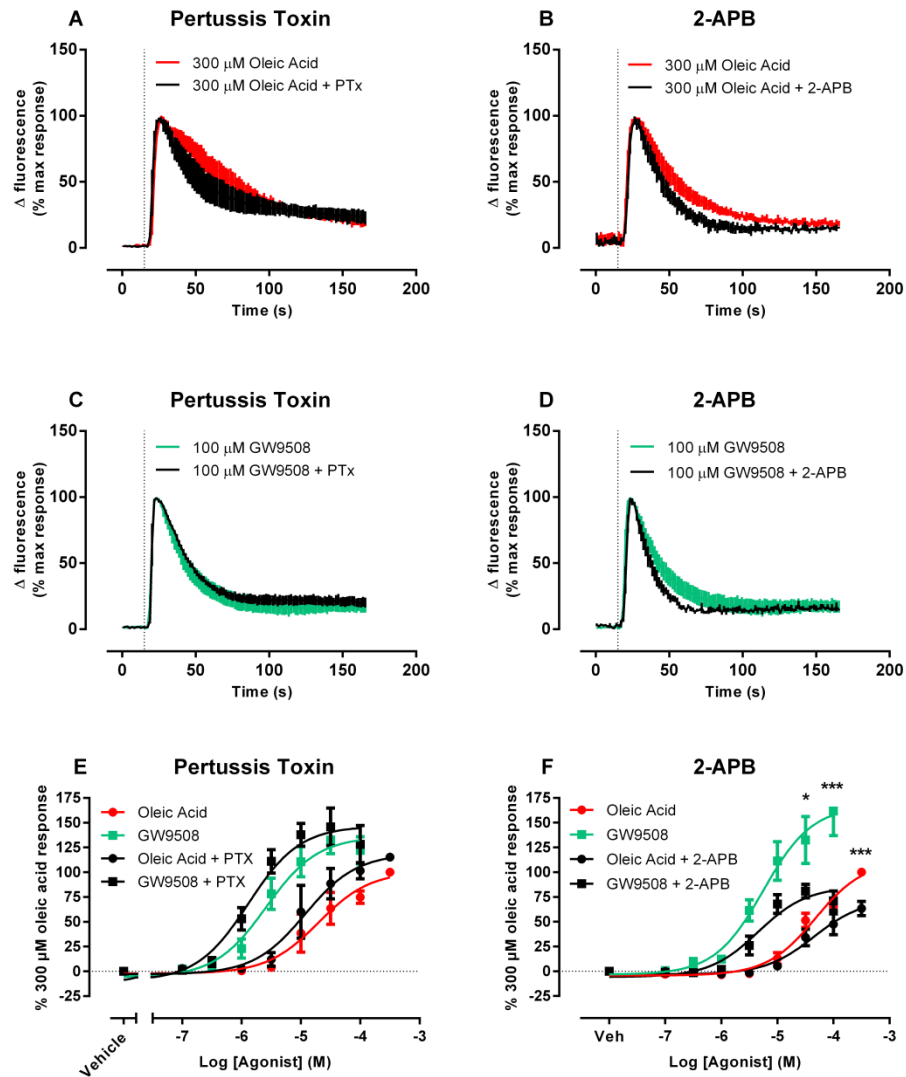 A
Pertussis Toxin
Δ fluorescence
(% max response)
150
100
50
0
300 μM Oleic Acid
300 μM Oleic Acid + PTx
0 50 100 150 200
Time (s)
B
2-APB
Δ fluorescence
(% max response)
150
100
50
0
300 μM Oleic Acid
300 μM Oleic Acid + 2-APB
0 50 100 150 200
Time (s)
C
Pertussis Toxin
Δ fluorescence
(% max response)
150
100
50
0
100 μM GW9508
100 μM GW9508 + PTx
0 50 100 150 200
Time (s)
D
2-APB
Δ fluorescence
(% max response)
150
100
50
0
100 μM GW9508
100 μM GW9508 + 2-APB
0 50 100 150 200
Time (s)
E
Pertussis Toxin
% 300 μM oleic acid response
175
150
125
100
75
50
25
0
-25
Oleic Acid
GW9508
Oleic Acid + PTX
GW9508 + PTX
Vehicle -7 -6 -5 -4 -3
Log [Agonist] (M)
F
2-APB
% 300 μM oleic acid response
175
150
125
100
75
50
25
0
-25
Oleic Acid
GW9508
Oleic Acid + 2-APB
GW9508 + 2-APB
* ***
***
Veh -7 -6 -5 -4 -3
Log [Agonist] (M)